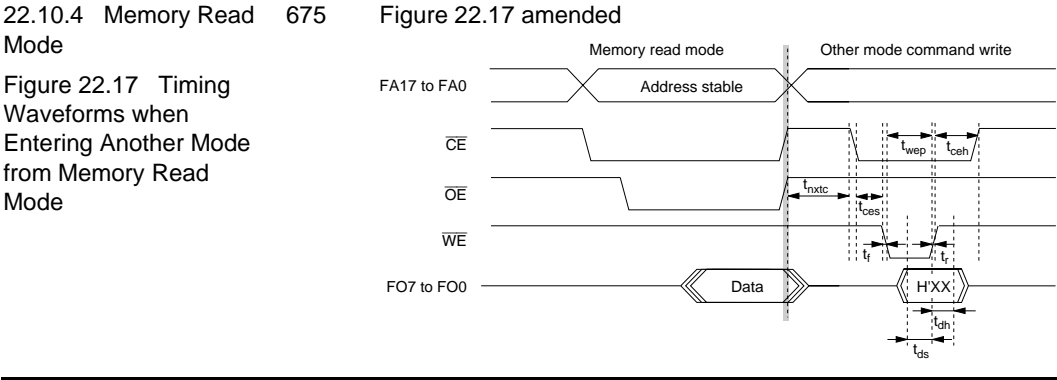 22.10.4 Memory Read Mode
675
Figure 22.17 amended
Figure 22.17 Timing
Waveforms when
Entering Another Mode
from Memory Read
Mode
Memory read mode
Other mode command write
FA17 to FA0
Address stable
CE
twep
tceh
OE
tnxtc
tces
WE
tf
tr
FO7 to FO0
Data
H'XX
tdh
tds